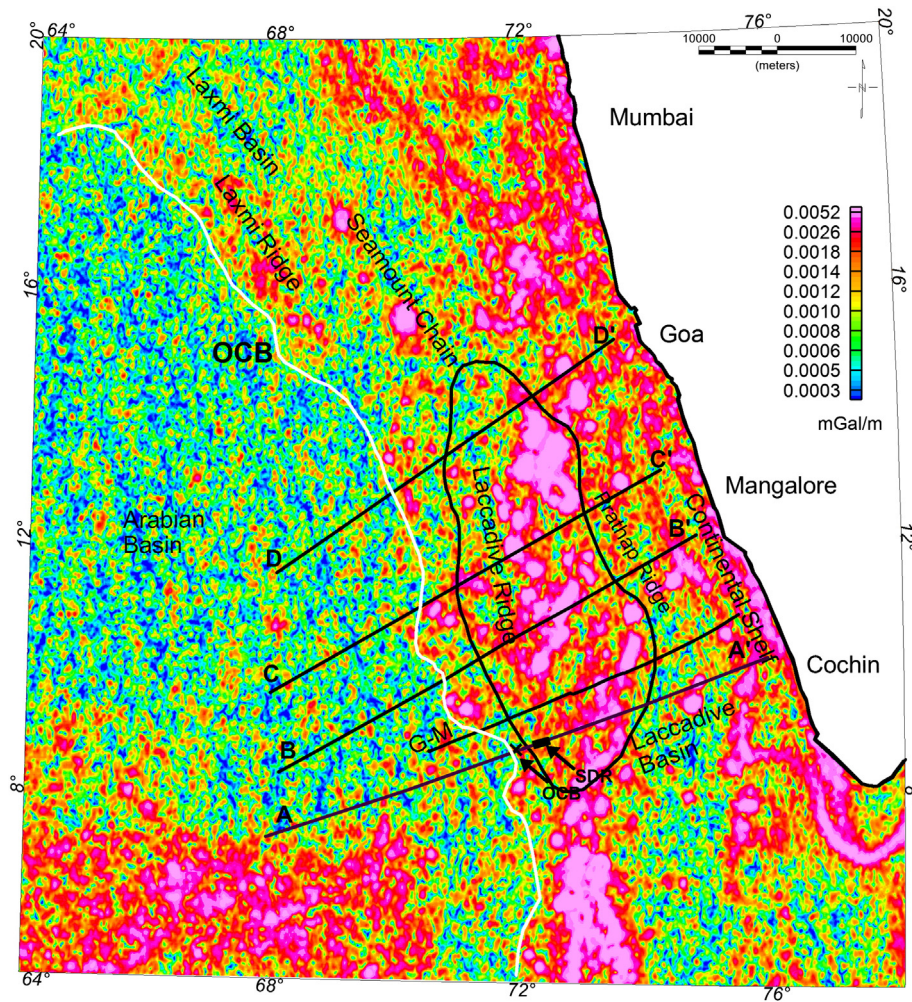 20°
64°
68°
72°
76°
20°
10000 0 10000
(meters)
N
Laxmi Basin
Mumbai
Laxmi Ridge
Seamount Chain
0.0052
0.0026
0.0018
0.0014
0.0012
0.0010
0.0008
0.0006
0.0005
0.0003
mGal/m
16°
16°
OCB
D'
Goa
C'
Laccadive Ridge
Prathap Ridge
Mangalore
Continental Shelf
B'
Arabian
Basin
12°
12°
D
C
A'
Cochin
G-M
B
Laccadive
Basin
SDR
OCB
8°
8°
A
64°
68°
72°
76°